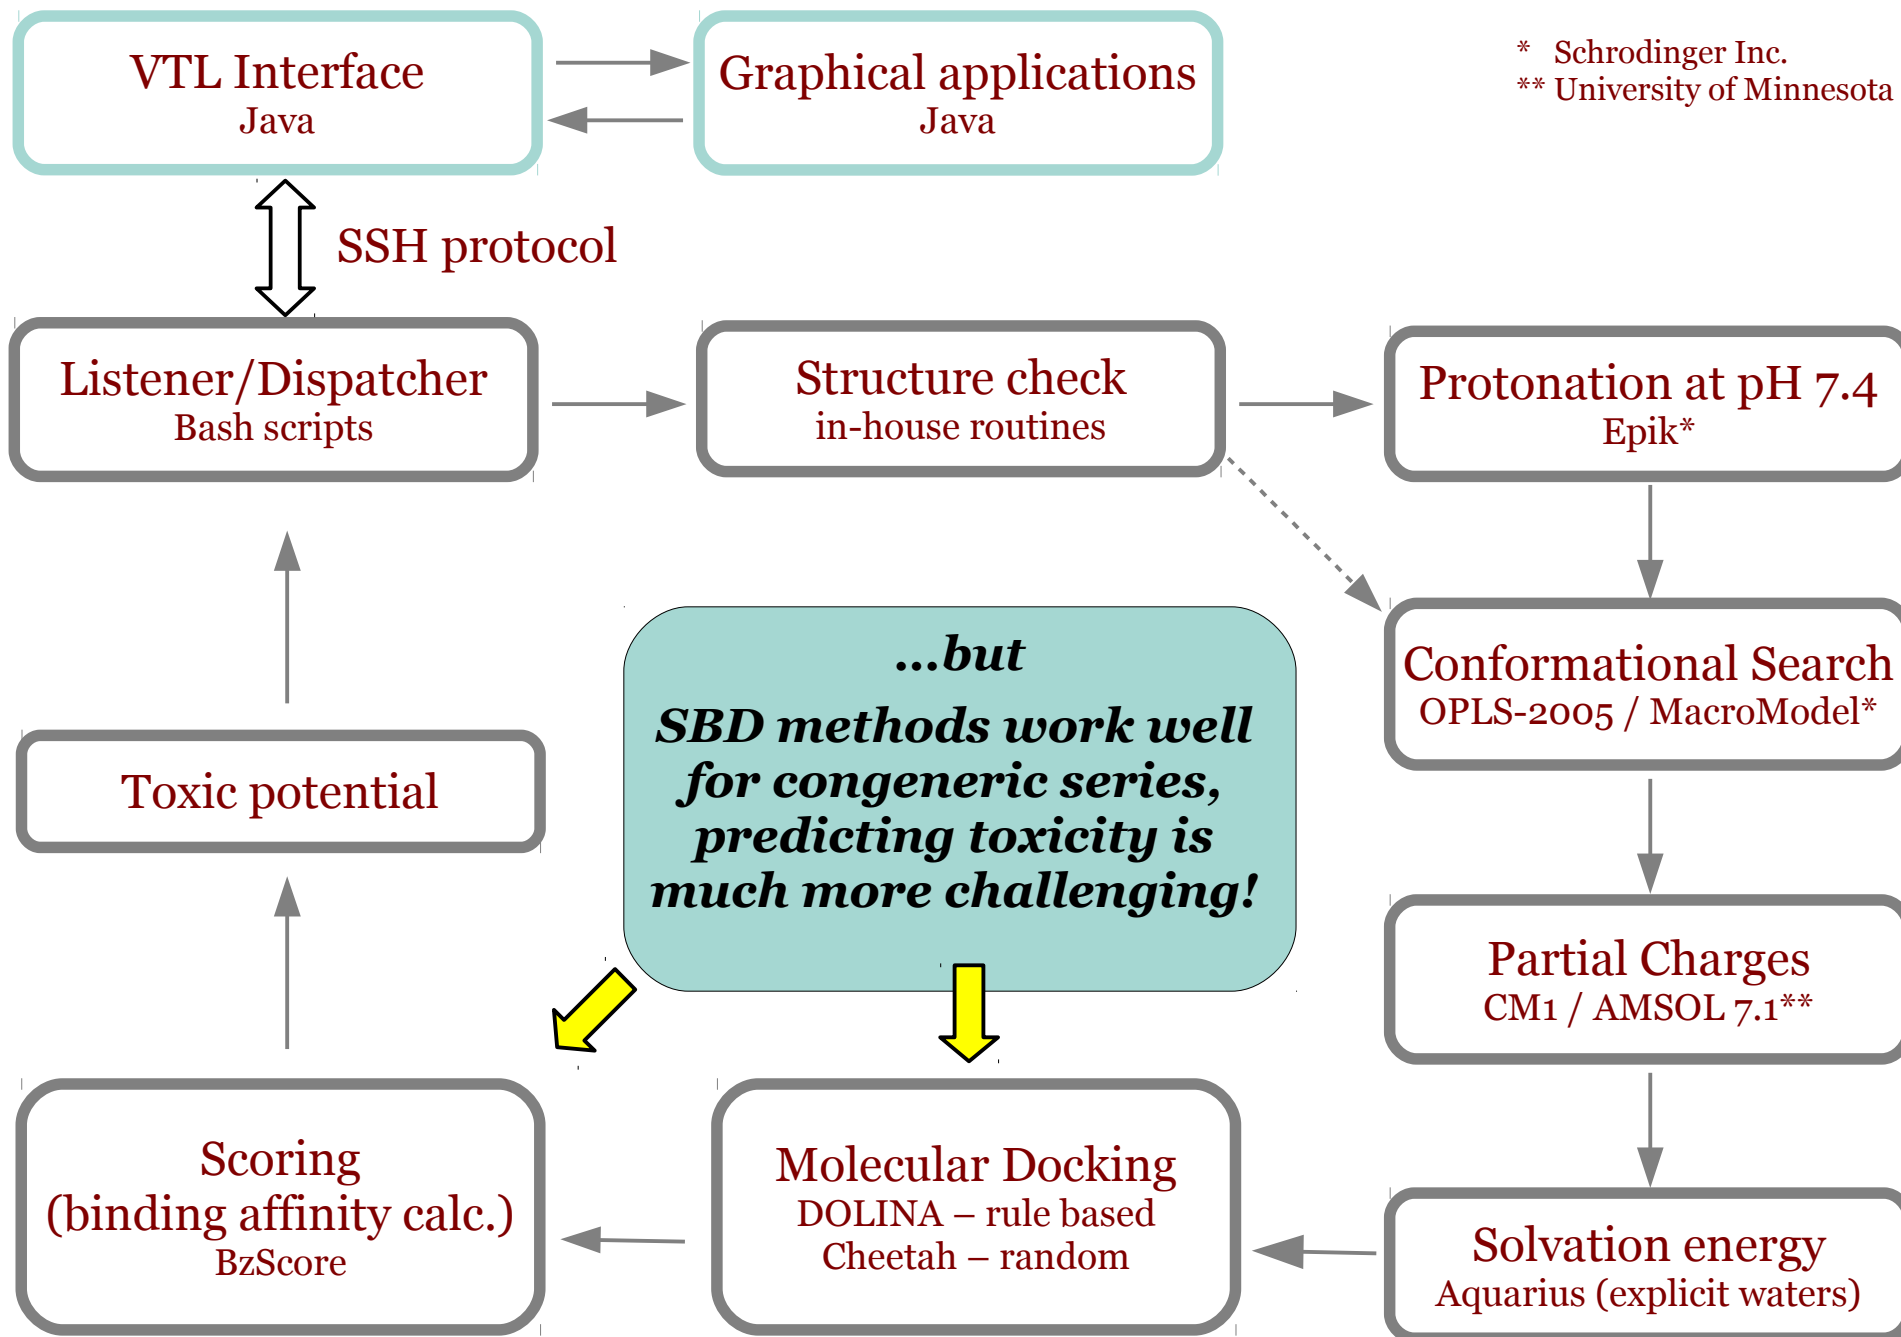 VTL Interface
Java
Graphical applications
Java
* Schrodinger Inc.
** University of Minnesota
SSH protocol
Listener/Dispatcher
Bash scripts
Structure check
in-house routines
Protonation at pH 7.4
Epik*
...but
SBD methods work well
for congeneric series,
predicting toxicity is
much more challenging!
Conformational Search
OPLS-2005 / MacroModel*
Toxic potential
Partial Charges
CM1 / AMSOL 7.1**
Scoring
(binding affinity calc.)
BzScore
Molecular Docking
DOLINA – rule based
Cheetah – random
Solvation energy
Aquarius (explicit waters)